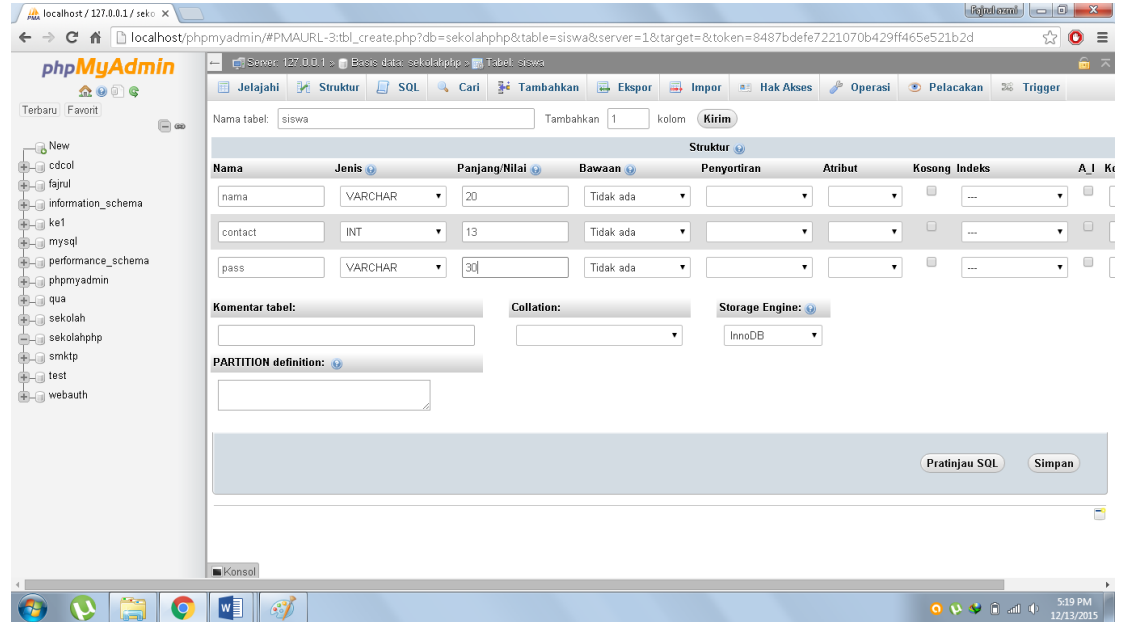 localhost / 127.0.0.1 / seko
Fajrul azmi
localhost/phpmyadmin/#PMAURL-3:tbl_create.php?db=sekolahphp&table=siswa&server=1&target=&token=8487bdefe7221070b429ff465e521b2d
phpMyAdmin
Terbaru Favorit
New
cdcol
fajrul
information_schema
ke1
mysql
performance_schema
phpmyadmin
qua
sekolah
sekolahphp
smktp
test
webauth
Server: 127.0.0.1 » Basis data: sekolahphp » Tabel: siswa
Jelajahi Struktur SQL Cari Tambahkan Ekspor Impor Hak Akses Operasi Pelacakan Trigger
Nama tabel: siswa Tambahkan 1 kolom Kirim
Struktur
Nama Jenis Panjang/Nilai Bawaan Penyortiran Atribut Kosong Indeks A_I Ko
nama VARCHAR 20 Tidak ada ---
contact INT 13 Tidak ada ---
pass VARCHAR 30 Tidak ada ---
Komentar tabel: Collation: Storage Engine:
InnoDB
PARTITION definition:
Pratinjau SQL Simpan
Konsol
5:19 PM
12/13/2015